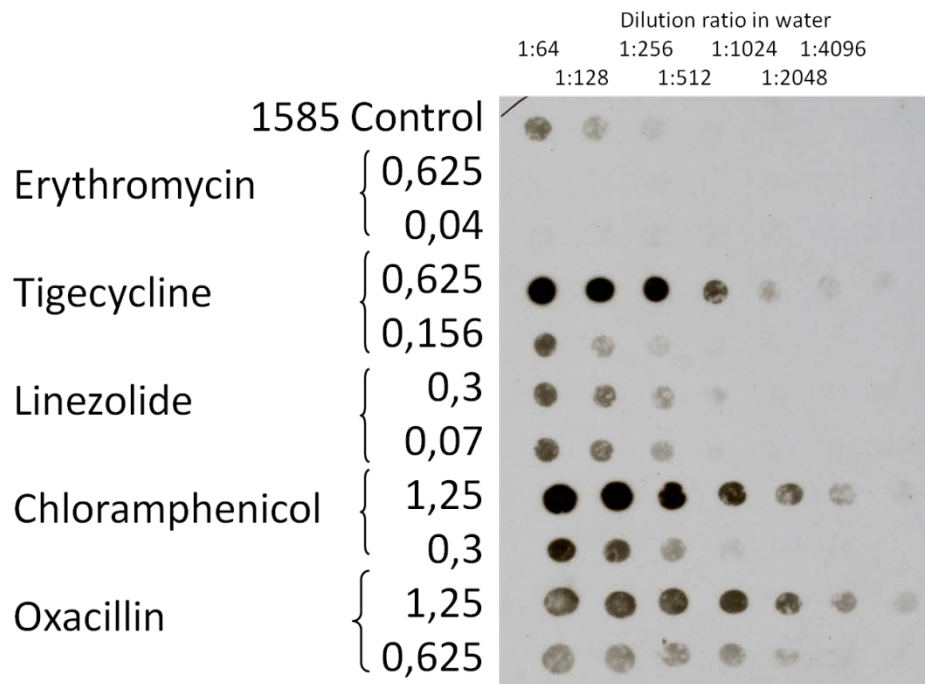 Dilution ratio in water
1:64 1:256 1:1024 1:4096
1:128 1:512 1:2048
1585 Control
Erythromycin
0,625
0,04
Tigecycline
0,625
0,156
Linezolide
0,3
0,07
Chloramphenicol
1,25
0,3
Oxacillin
1,25
0,625